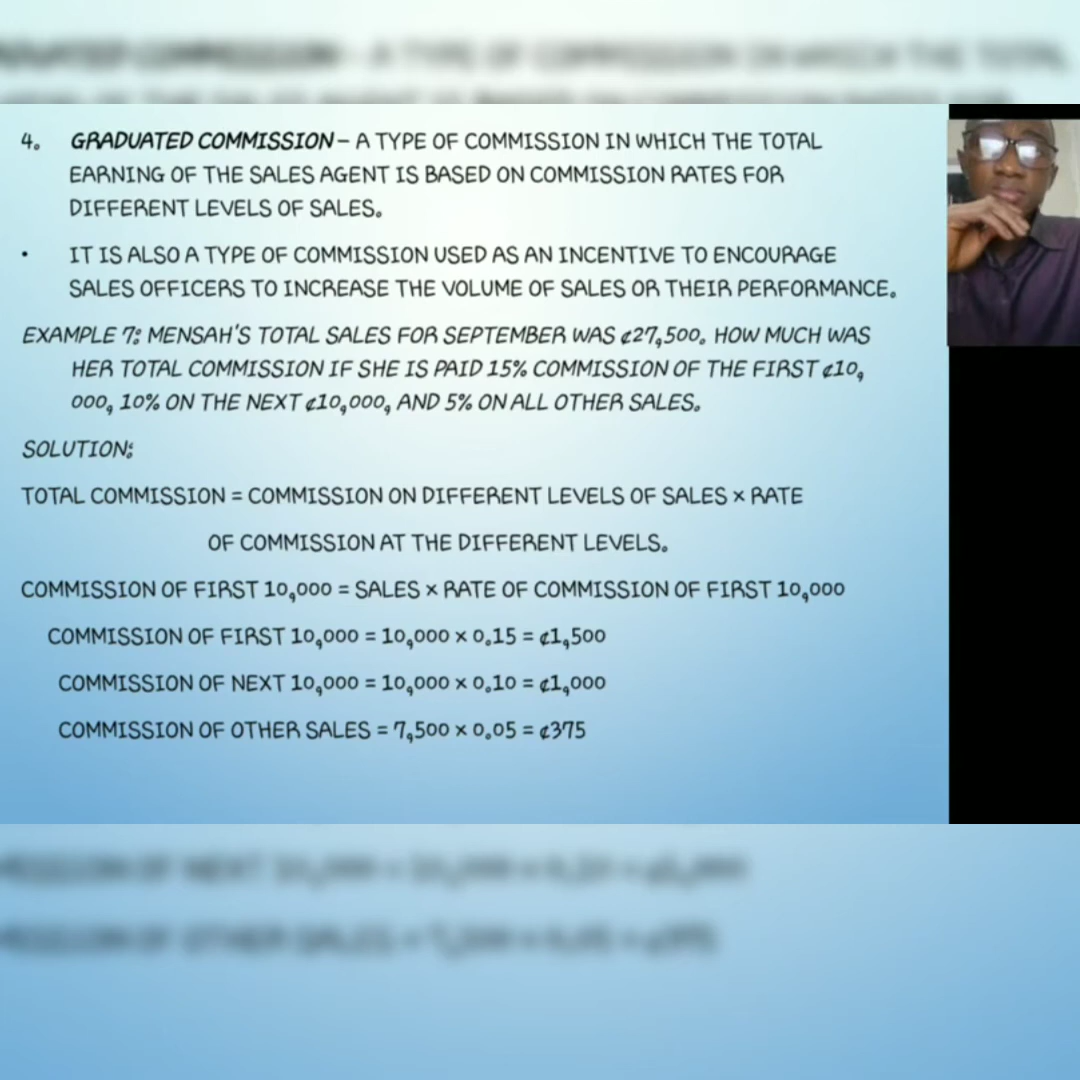 4. GRADUATED COMMISSION – A TYPE OF COMMISSION IN WHICH THE TOTAL
EARNING OF THE SALES AGENT IS BASED ON COMMISSION RATES FOR
DIFFERENT LEVELS OF SALES.
• IT IS ALSO A TYPE OF COMMISSION USED AS AN INCENTIVE TO ENCOURAGE
SALES OFFICERS TO INCREASE THE VOLUME OF SALES OR THEIR PERFORMANCE.
EXAMPLE 7: MENSAH'S TOTAL SALES FOR SEPTEMBER WAS ¢27,500. HOW MUCH WAS
HER TOTAL COMMISSION IF SHE IS PAID 15% COMMISSION OF THE FIRST ¢10,
000, 10% ON THE NEXT ¢10,000, AND 5% ON ALL OTHER SALES.
SOLUTION:
TOTAL COMMISSION = COMMISSION ON DIFFERENT LEVELS OF SALES × RATE
OF COMMISSION AT THE DIFFERENT LEVELS.
COMMISSION OF FIRST 10,000 = SALES × RATE OF COMMISSION OF FIRST 10,000
COMMISSION OF FIRST 10,000 = 10,000 × 0.15 = ¢1,500
COMMISSION OF NEXT 10,000 = 10,000 × 0.10 = ¢1,000
COMMISSION OF OTHER SALES = 7,500 × 0.05 = ¢375